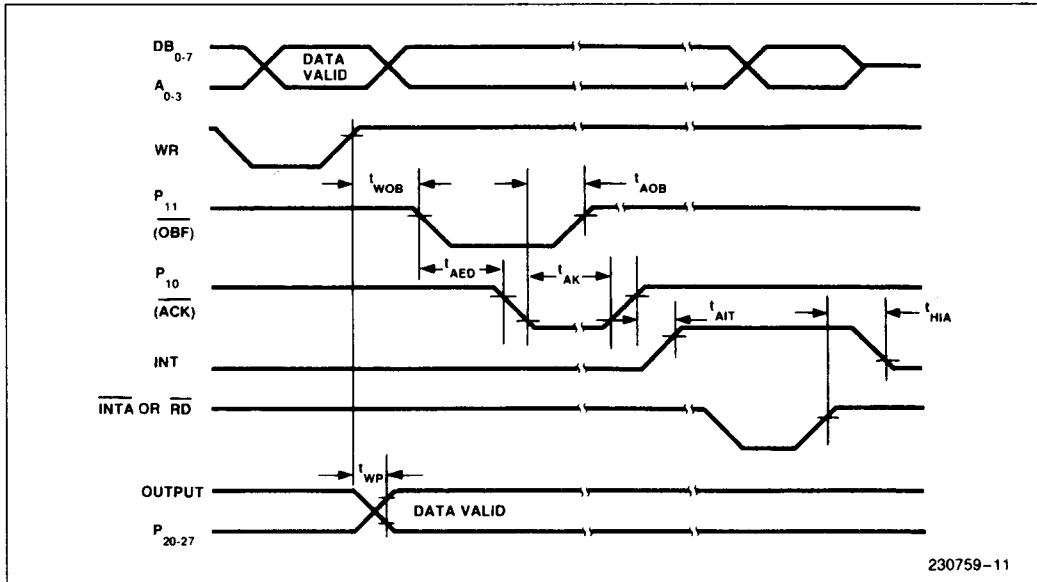 DB0-7
DATA
VALID
A0-3
WR
tWOB
tAOB
P11
(OBF)
tAED
tAK
P10
(ACK)
tAIT
tHIA
INT
INTA OR RD
tWP
OUTPUT
DATA VALID
P20-27
230759-11